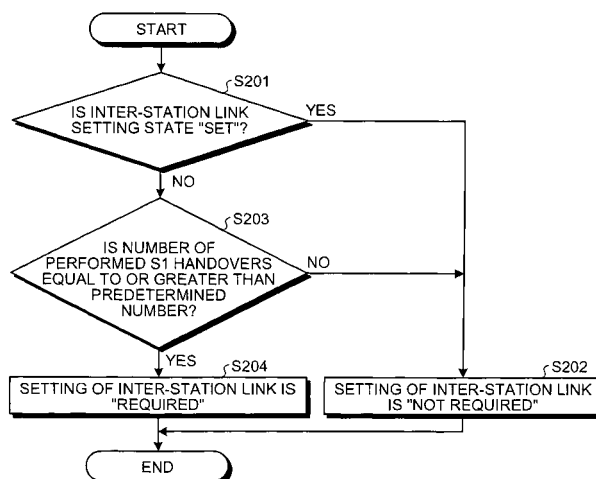 START
S201
IS INTER-STATION LINK
SETTING STATE "SET"?
YES
NO
S203
IS NUMBER OF
PERFORMED S1 HANDOVERS
EQUAL TO OR GREATER THAN
PREDETERMINED
NUMBER?
NO
YES
S204
SETTING OF INTER-STATION LINK IS
"REQUIRED"
S202
SETTING OF INTER-STATION LINK
IS "NOT REQUIRED"
END